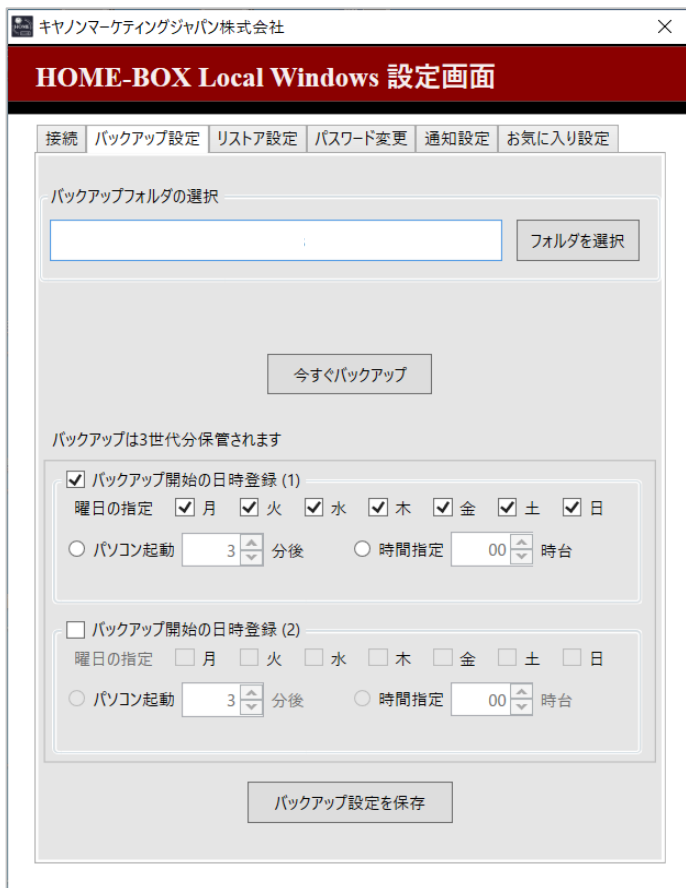 キヤノンマーケティングジャパン株式会社
HOME-BOX Local Windows 設定画面
接続 バックアップ設定 リストア設定 パスワード変更 通知設定 お気に入り設定
バックアップフォルダの選択
フォルダを選択
今すぐバックアップ
バックアップは3世代分保管されます
バックアップ開始の日時登録 (1)
曜日の指定 月 火 水 木 金 土 日
パソコン起動 3 分後 時間指定 00 時台
バックアップ開始の日時登録 (2)
曜日の指定 月 火 水 木 金 土 日
パソコン起動 3 分後 時間指定 00 時台
バックアップ設定を保存